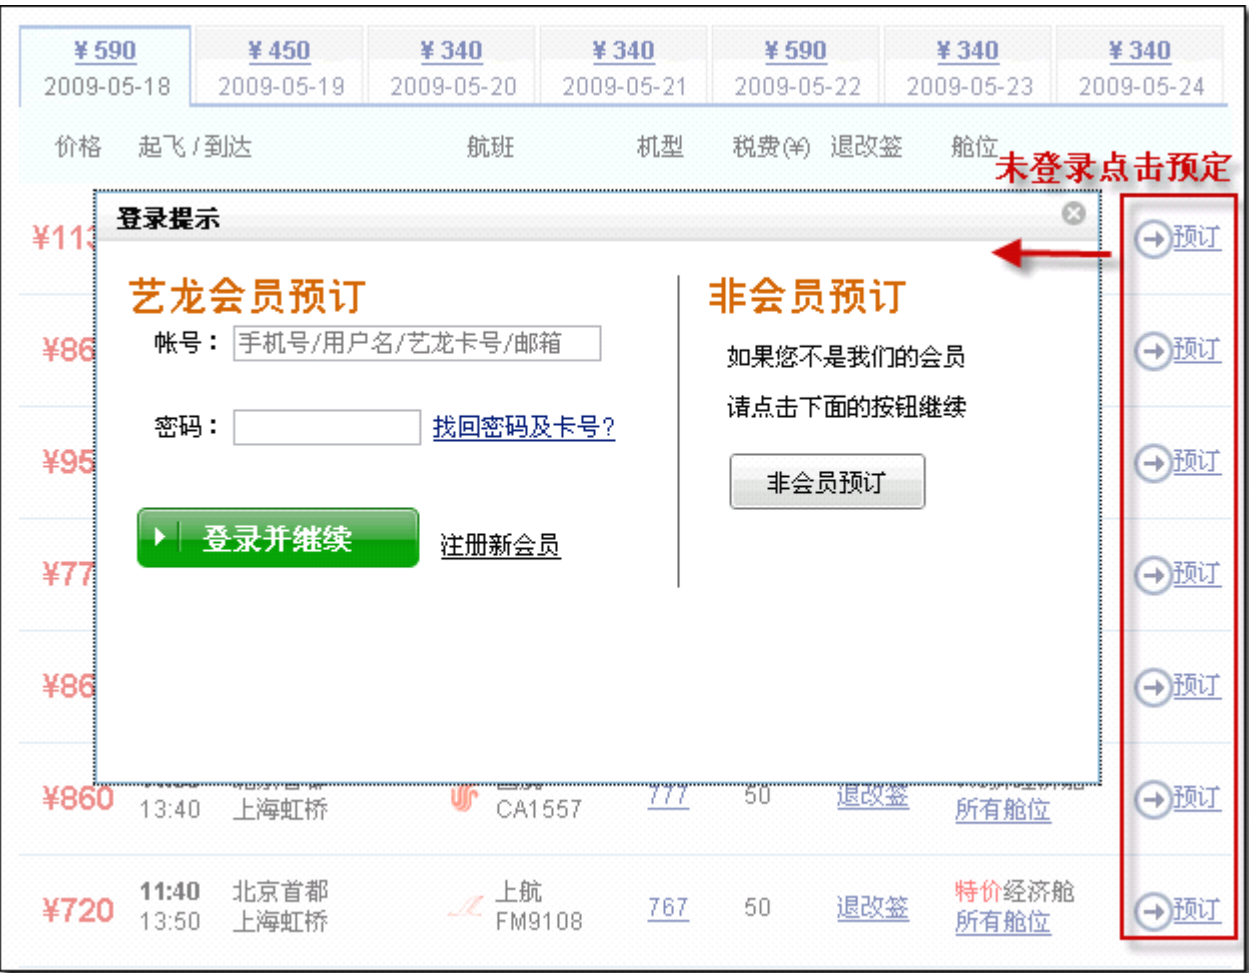 ¥ 590 ¥ 450 ¥ 340 ¥ 340 ¥ 590 ¥ 340 ¥ 340
2009-05-18 2009-05-19 2009-05-20 2009-05-21 2009-05-22 2009-05-23 2009-05-24
价格 起飞 / 到达 航班 机型 税费(¥) 退改签 舱位
未登录点击预定
登录提示
¥113 预订
艺龙会员预订
帐号： 手机号/用户名/艺龙卡号/邮箱
密码： 找回密码及卡号?
登录并继续 注册新会员
非会员预订
如果您不是我们的会员
请点击下面的按钮继续
非会员预订
¥86 预订
¥95 预订
¥77 预订
¥86 预订
¥860 777 50 退改签 预订
13:40 上海虹桥 CA1557 所有舱位
11:40 北京首都 上航 特价经济舱
¥720 767 50 退改签 预订
13:50 上海虹桥 FM9108 所有舱位